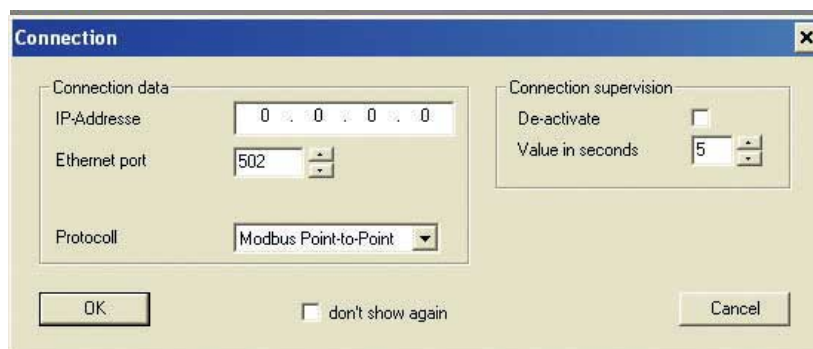 Connection
Connection data
IP-Addresse 0 . 0 . 0 . 0
Ethernet port 502
Protocoll Modbus Point-to-Point
Connection supervision
De-activate
Value in seconds 5
OK
don't show again
Cancel